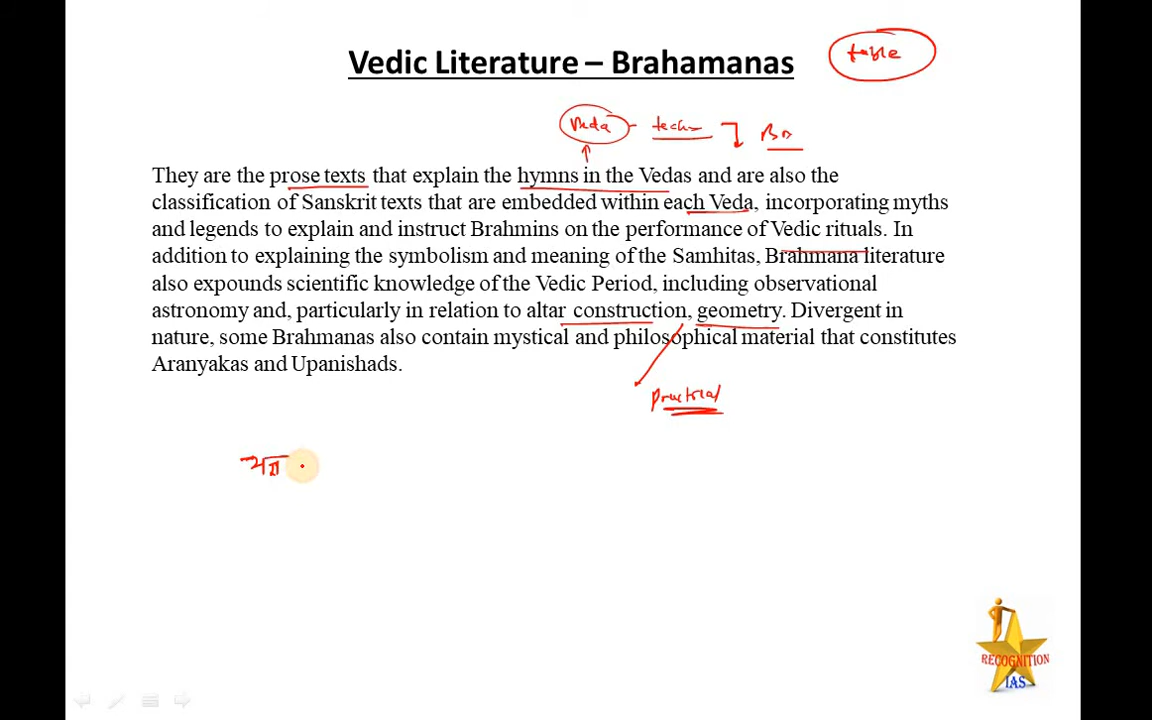 Vedic Literature – Brahamanas
table
Veda
They are the prose texts that explain the hymns in the Vedas and are also the
classification of Sanskrit texts that are embedded within each Veda, incorporating myths
and legends to explain and instruct Brahmins on the performance of Vedic rituals. In
addition to explaining the symbolism and meaning of the Samhitas, Brahmana literature
also expounds scientific knowledge of the Vedic Period, including observational
astronomy and, particularly in relation to altar construction, geometry. Divergent in
nature, some Brahmanas also contain mystical and philosophical material that constitutes
Aranyakas and Upanishads.
Practical
RECOGNITION
IAS